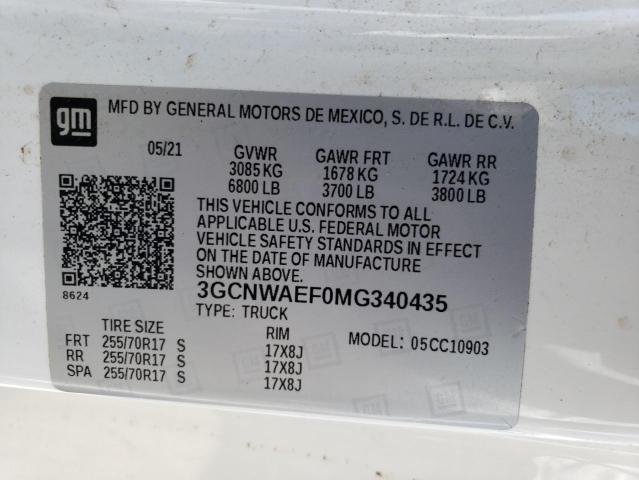 gm
MFD BY GENERAL MOTORS DE MEXICO, S. DE R.L. DE C.V.
05/21 GVWR GAWR FRT GAWR RR
3085 KG 1678 KG 1724 KG
6800 LB 3700 LB 3800 LB
THIS VEHICLE CONFORMS TO ALL
APPLICABLE U.S. FEDERAL MOTOR
VEHICLE SAFETY STANDARDS IN EFFECT
ON THE DATE OF MANUFACTURE
SHOWN ABOVE.
8624
3GCNWAEF0MG340435
TYPE: TRUCK
TIRE SIZE RIM MODEL: 05CC10903
FRT 255/70R17 S 17X8J
RR 255/70R17 S 17X8J
SPA 255/70R17 S 17X8J